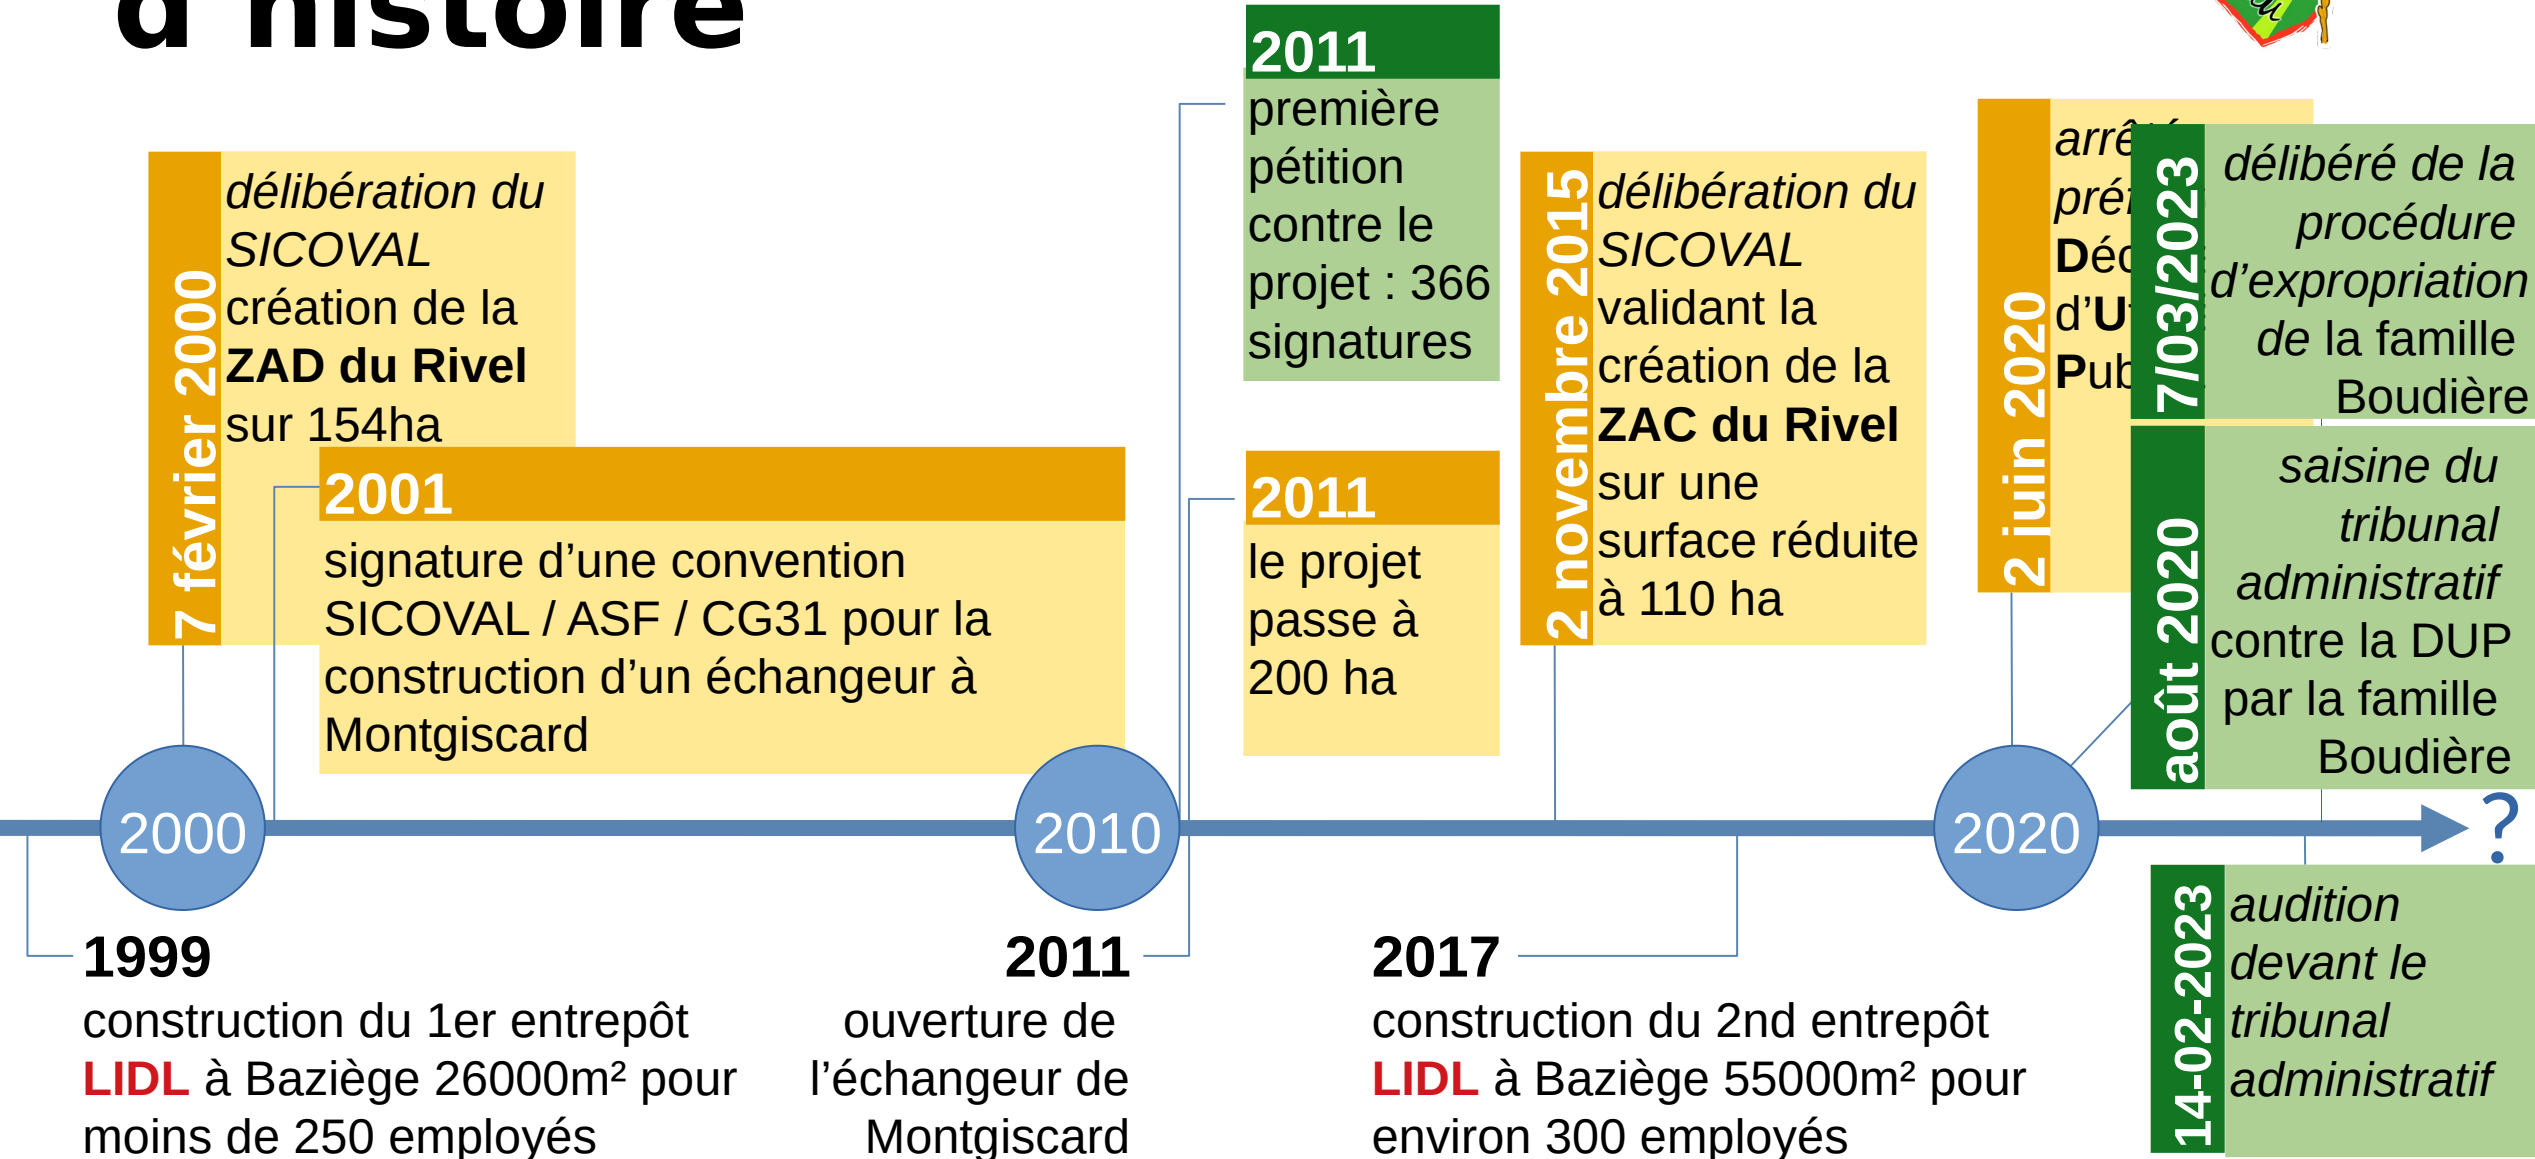 d'histoire
7 février 2000
délibération du
SICOVAL
création de la
ZAD du Rivel
sur 154ha
2001
signature d’une convention
SICOVAL / ASF / CG31 pour la
construction d’un échangeur à
Montgiscard
2011
première
pétition
contre le
projet : 366
signatures
2011
le projet
passe à
200 ha
2 novembre 2015
délibération du
SICOVAL
validant la
création de la
ZAC du Rivel
sur une
surface réduite
à 110 ha
2 juin 2020
7/03/2023
délibéré de la
procédure
d’expropriation
de la famille
Boudière
août 2020
saisine du
tribunal
administratif
contre la DUP
par la famille
Boudière
2000
2010
2020
?
1999
construction du 1er entrepôt
LIDL à Baziège 26000m² pour
moins de 250 employés
2011
ouverture de
l’échangeur de
Montgiscard
2017
construction du 2nd entrepôt
LIDL à Baziège 55000m² pour
environ 300 employés
14-02-2023
audition
devant le
tribunal
administratif